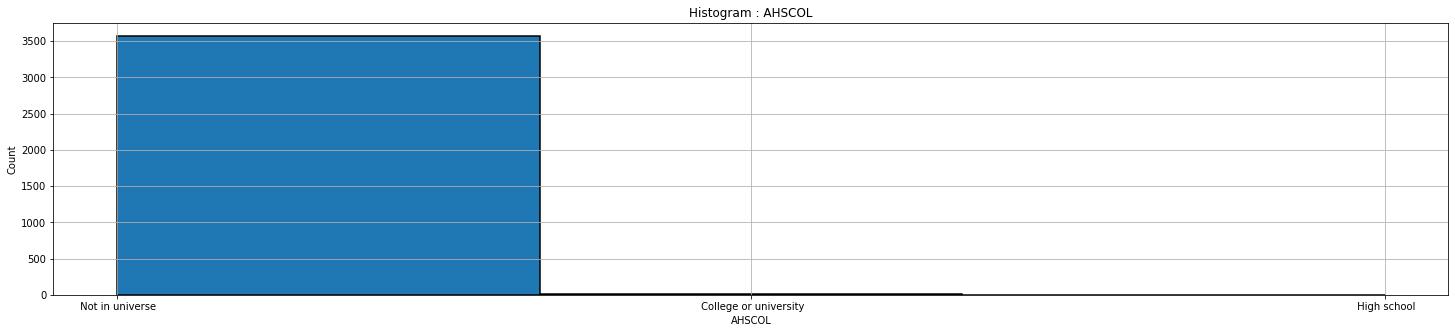 Histogram : AHSCOL
3500
3000
2500
2000
1500
1000
500
0
Count
Not in universe
College or university
High school
AHSCOL